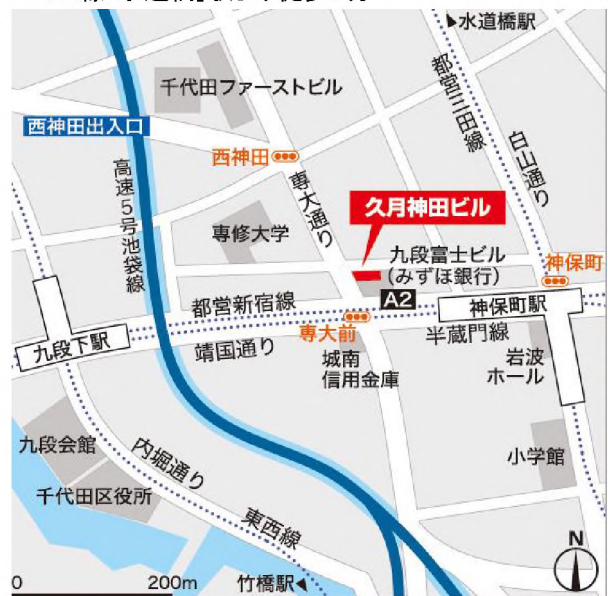 水道橋駅
千代田ファーストビル
都営三田線
西神田出入口
西神田
白山通り
高速5号池袋線
専大通り
久月神田ビル
専修大学
九段富士ビル
(みずほ銀行)
神保町
A2
都営新宿線
神保町駅
専大前
半蔵門線
九段下駅
靖国通り
城南
信用金庫
岩波
ホール
九段会館
内堀通り
小学館
千代田区役所
東西線
N
0 200m
竹橋駅